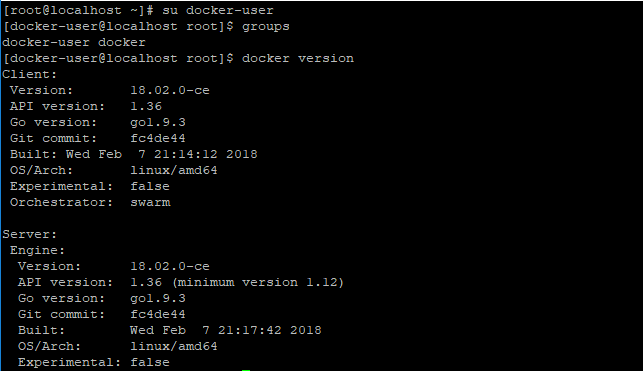 [root@localhost ~]# su docker-user
[docker-user@localhost root]$ groups
docker-user docker
[docker-user@localhost root]$ docker version
Client:
 Version:       18.02.0-ce
 API version:   1.36
 Go version:    go1.9.3
 Git commit:    fc4de44
 Built: Wed Feb  7 21:14:12 2018
 OS/Arch:       linux/amd64
 Experimental:  false
 Orchestrator:  swarm

Server:
 Engine:
  Version:      18.02.0-ce
  API version:  1.36 (minimum version 1.12)
  Go version:   go1.9.3
  Git commit:   fc4de44
  Built:        Wed Feb  7 21:17:42 2018
  OS/Arch:      linux/amd64
  Experimental: false